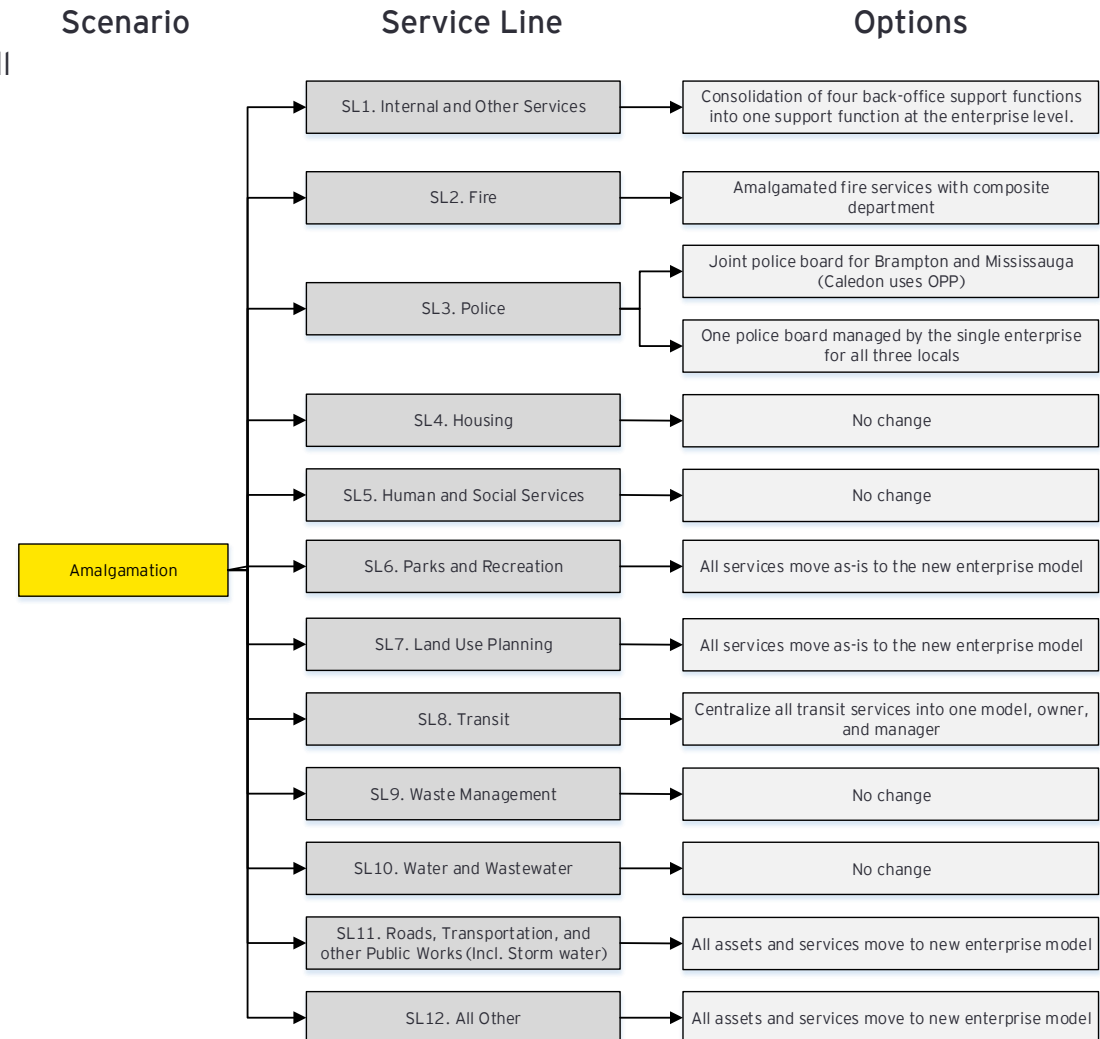 Scenario Service Line Options
ll
SL1. Internal and Other Services
Consolidation of four back-office support functions
into one support function at the enterprise level.
SL2. Fire
Amalgamated fire services with composite
department
SL3. Police
Joint police board for Brampton and Mississauga
(Caledon uses OPP)
One police board managed by the single enterprise
for all three locals
SL4. Housing
No change
SL5. Human and Social Services
No change
Amalgamation
SL6. Parks and Recreation
All services move as-is to the new enterprise model
SL7. Land Use Planning
All services move as-is to the new enterprise model
SL8. Transit
Centralize all transit services into one model, owner,
and manager
SL9. Waste Management
No change
SL10. Water and Wastewater
No change
SL11. Roads, Transportation, and
other Public Works (Incl. Storm water)
All assets and services move to new enterprise model
SL12. All Other
All assets and services move to new enterprise model